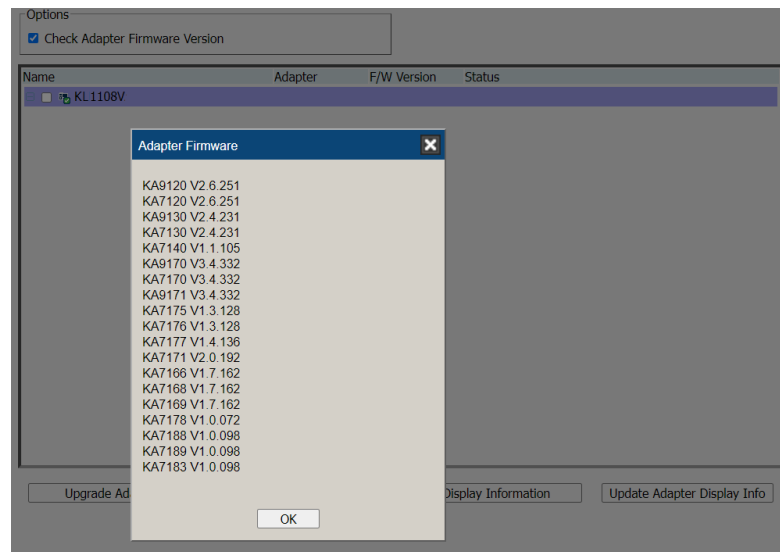 Options
Check Adapter Firmware Version
Name Adapter F/W Version Status
KL1108V
Adapter Firmware
KA9120 V2.6.251
KA7120 V2.6.251
KA9130 V2.4.231
KA7130 V2.4.231
KA7140 V1.1.105
KA9170 V3.4.332
KA7170 V3.4.332
KA9171 V3.4.332
KA7175 V1.3.128
KA7176 V1.3.128
KA7177 V1.4.136
KA7171 V2.0.192
KA7166 V1.7.162
KA7168 V1.7.162
KA7169 V1.7.162
KA7178 V1.0.072
KA7188 V1.0.098
KA7189 V1.0.098
KA7183 V1.0.098
Upgrade Ad Display Information Update Adapter Display Info
OK